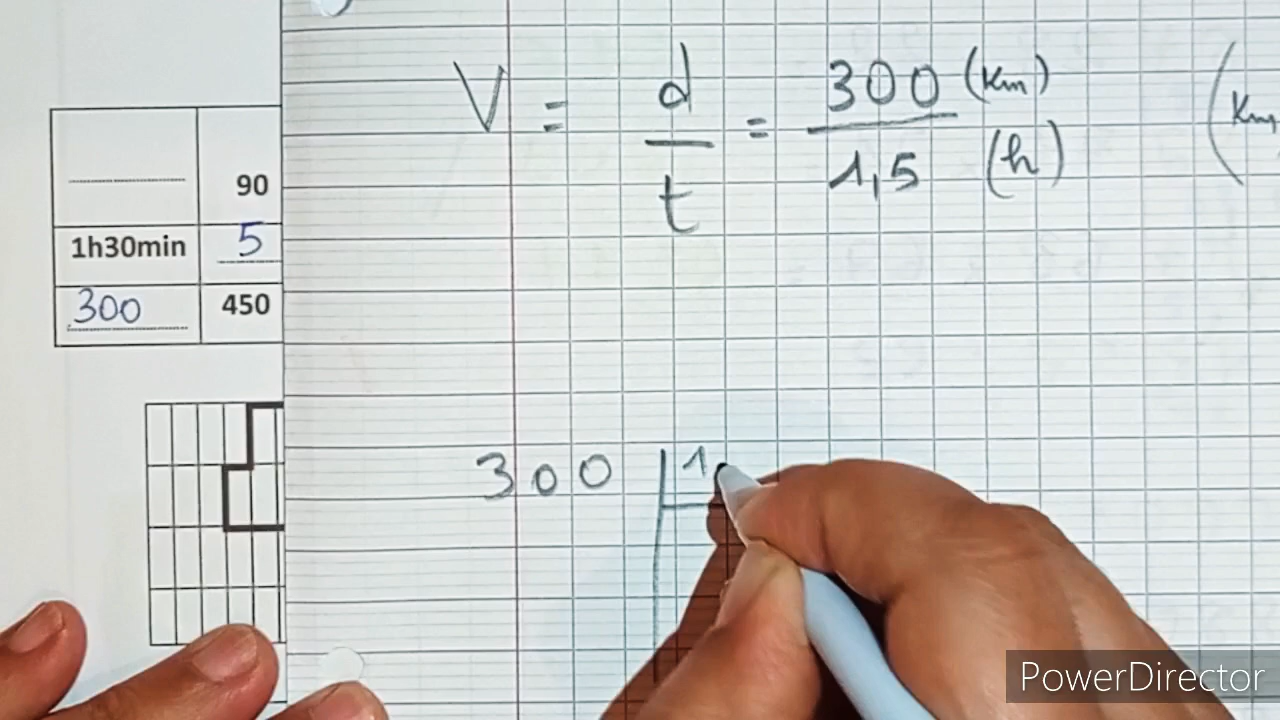 V = d/t = 300 (Km) / 1,5 (h) (Km
90
1h30min 5
300 450
300 1
PowerDirector